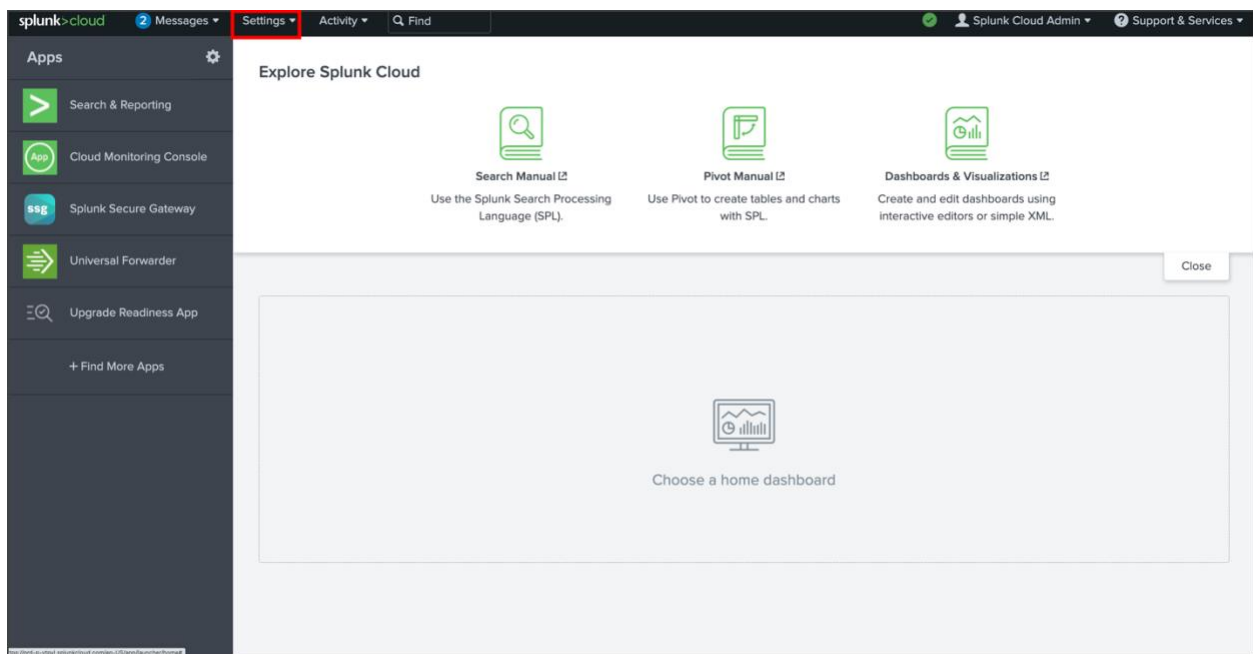 splunk>cloud 2 Messages Settings Activity Find Splunk Cloud Admin Support & Services
Apps
Search & Reporting
Cloud Monitoring Console
Splunk Secure Gateway
Universal Forwarder
Upgrade Readiness App
+ Find More Apps
Explore Splunk Cloud
Search Manual
Use the Splunk Search Processing
Language (SPL).
Pivot Manual
Use Pivot to create tables and charts
with SPL.
Dashboards & Visualizations
Create and edit dashboards using
interactive editors or simple XML.
Close
Choose a home dashboard
App
ssg